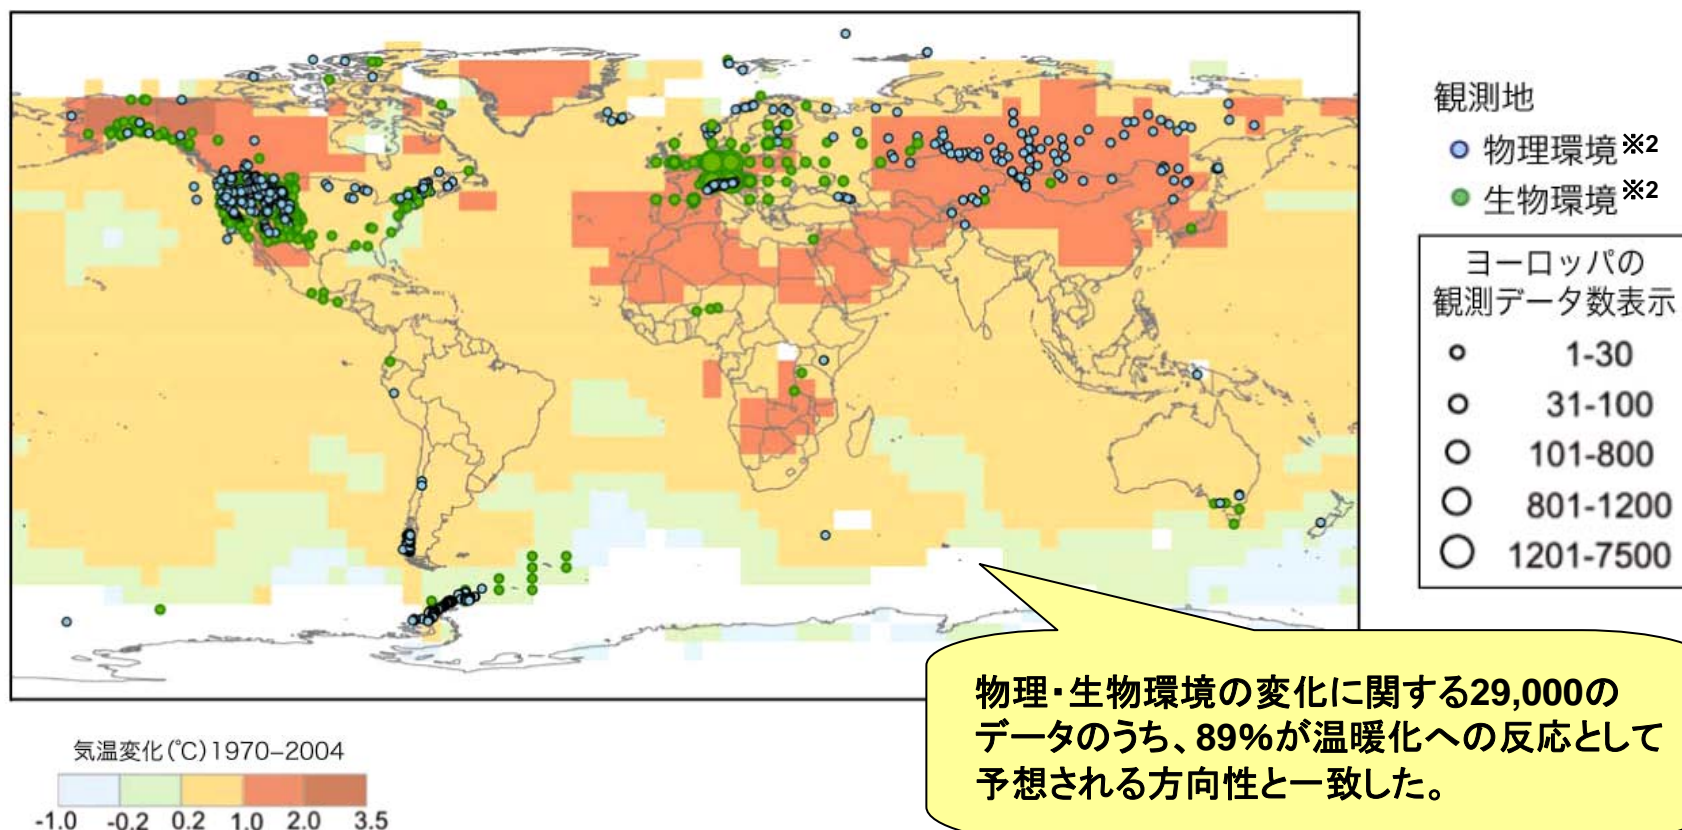 観測地
物理環境※2
生物環境※2
ヨーロッパの
観測データ数表示
1-30
31-100
101-800
801-1200
1201-7500
物理・生物環境の変化に関する29,000の
データのうち、89%が温暖化への反応として
予想される方向性と一致した。
気温変化(℃)1970–2004
-1.0 -0.2 0.2 1.0 2.0 3.5